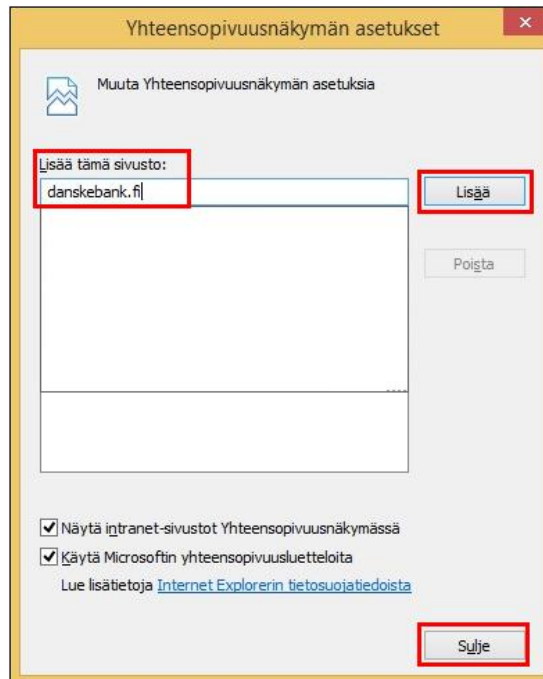 Yhteensopivuusnäkymän asetukset
Muuta Yhteensopivuusnäkymän asetuksia
Lisää tämä sivusto:
danskebank.fi
Lisää
Poista
Näytä intranet-sivustot Yhteensopivuusnäkymässä
Käytä Microsoftin yhteensopivuusluetteloita
Lue lisätietoja Internet Explorerin tietosuojatiedoista
Sulje